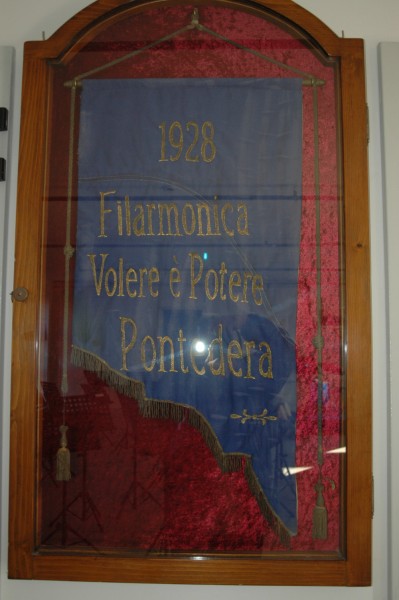 1928
Filarmonica
Volere è Potere
Pontedera